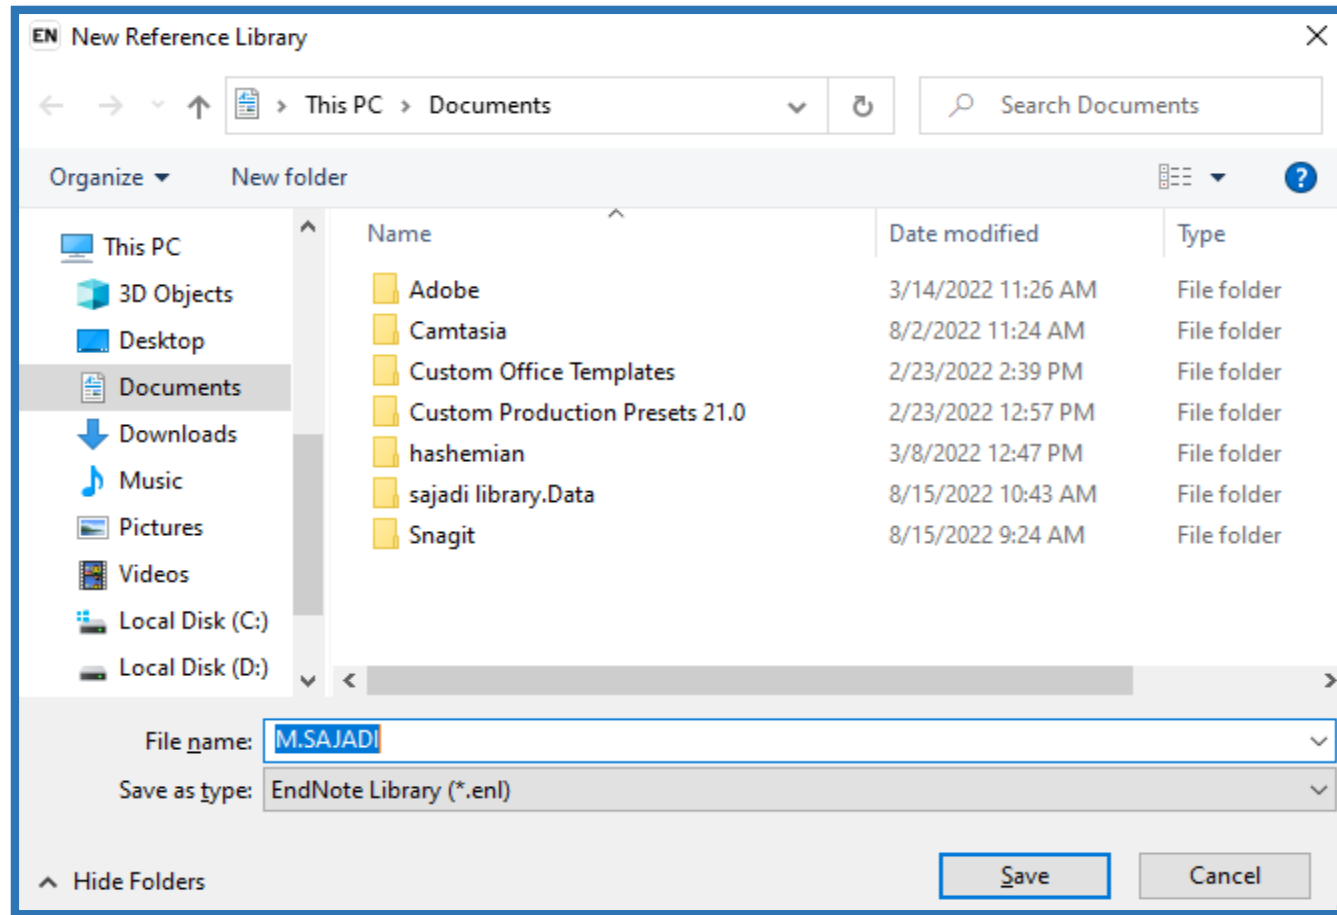 EN New Reference Library
This PC > Documents
Search Documents
Organize
New folder
?
This PC
3D Objects
Desktop
Documents
Downloads
Music
Pictures
Videos
Local Disk (C:)
Local Disk (D:)
Name Date modified Type
Adobe 3/14/2022 11:26 AM File folder
Camtasia 8/2/2022 11:24 AM File folder
Custom Office Templates 2/23/2022 2:39 PM File folder
Custom Production Presets 21.0 2/23/2022 12:57 PM File folder
hashemian 3/8/2022 12:47 PM File folder
sajadi library.Data 8/15/2022 10:43 AM File folder
Snagit 8/15/2022 9:24 AM File folder
File name: M.SAJADI
Save as type: EndNote Library (*.enl)
Hide Folders
Save
Cancel